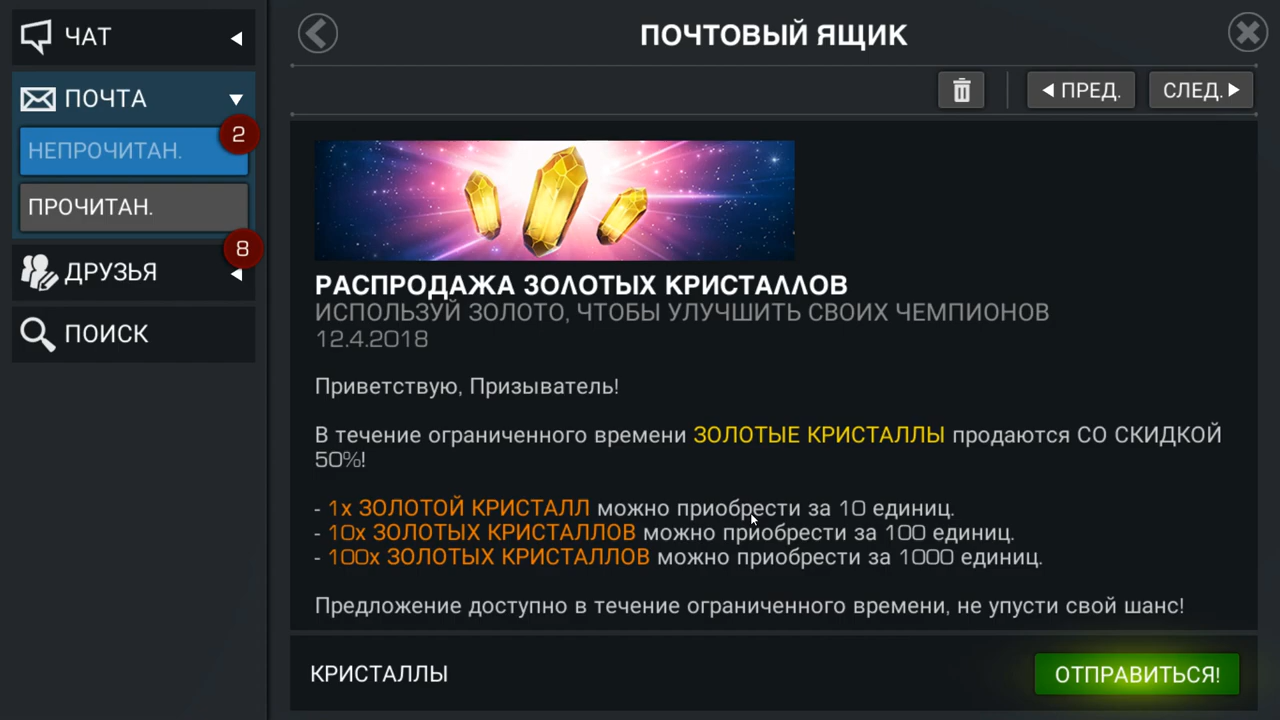 ЧАТ
ПОЧТОВЫЙ ЯЩИК
ПОЧТА
2
НЕПРОЧИТАН.
ПРОЧИТАН.
8
ДРУЗЬЯ
ПОИСК
ПРЕД.
СЛЕД.
РАСПРОДАЖА ЗОЛОТЫХ КРИСТАЛЛОВ
ИСПОЛЬЗУЙ ЗОЛОТО, ЧТОБЫ УЛУЧШИТЬ СВОИХ ЧЕМПИОНОВ
12.4.2018
Приветствую, Призыватель!
В течение ограниченного времени ЗОЛОТЫЕ КРИСТАЛЛЫ продаются СО СКИДКОЙ
50%!
- 1x ЗОЛОТОЙ КРИСТАЛЛ можно приобрести за 10 единиц.
- 10x ЗОЛОТЫХ КРИСТАЛЛОВ можно приобрести за 100 единиц.
- 100x ЗОЛОТЫХ КРИСТАЛЛОВ можно приобрести за 1000 единиц.
Предложение доступно в течение ограниченного времени, не упусти свой шанс!
КРИСТАЛЛЫ
ОТПРАВИТЬСЯ!